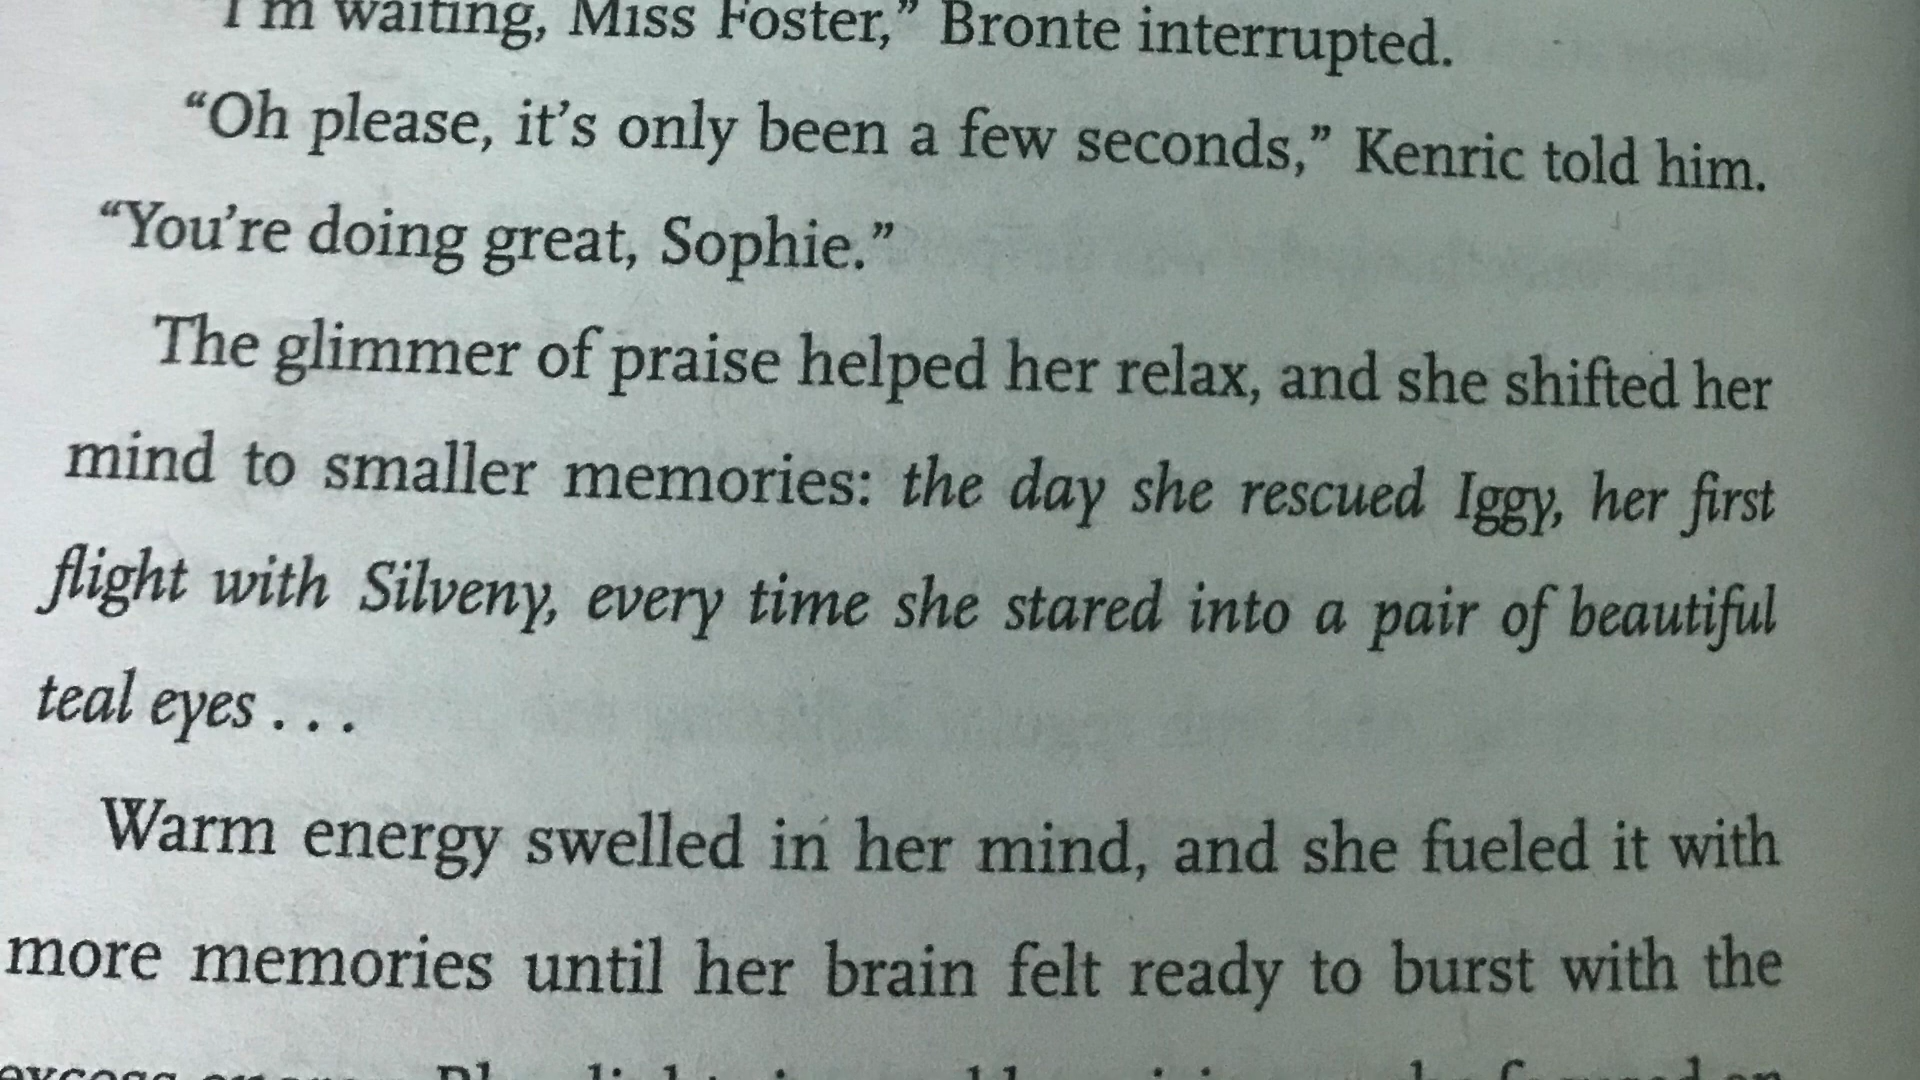 I'm waiting, Miss Foster,” Bronte interrupted.
“Oh please, it’s only been a few seconds,” Kenric told him.
“You’re doing great, Sophie.”
The glimmer of praise helped her relax, and she shifted her
mind to smaller memories: the day she rescued Iggy, her first
flight with Silveny, every time she stared into a pair of beautiful
teal eyes . . .
Warm energy swelled in her mind, and she fueled it with
more memories until her brain felt ready to burst with the
excess